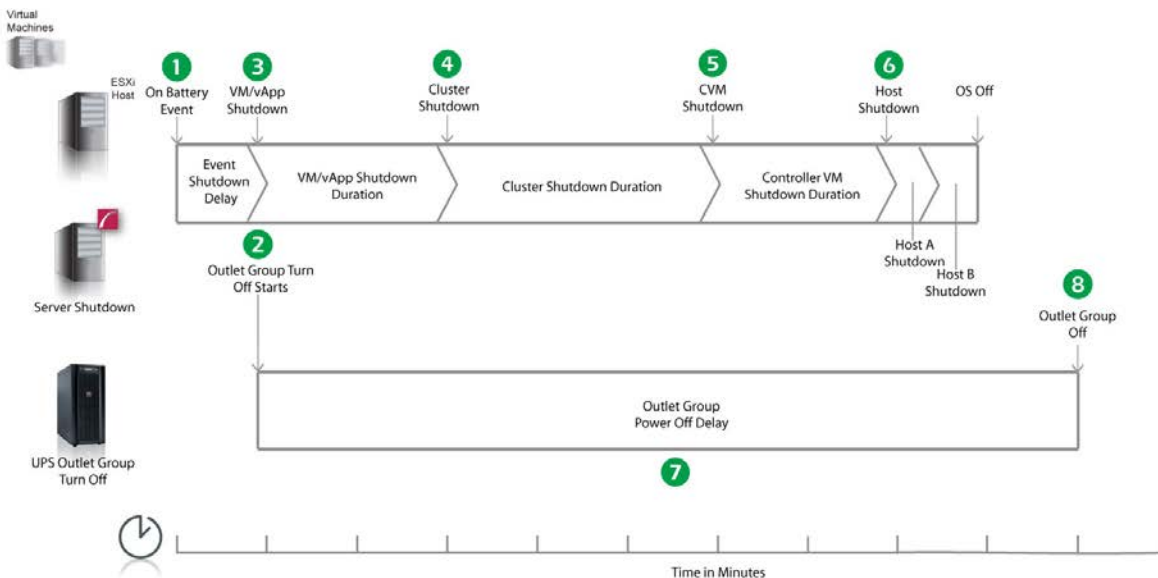 Virtual
Machines
ESXi
Host
1
On Battery
Event
3
VM/vApp
Shutdown
4
Cluster
Shutdown
5
CVM
Shutdown
6
Host
Shutdown
OS Off
Event
Shutdown
Delay
VM/vApp Shutdown
Duration
Cluster Shutdown Duration
Controller VM
Shutdown Duration
Host A
Shutdown
Host B
Shutdown
2
Outlet Group Turn
Off Starts
Server Shutdown
8
Outlet Group
Off
Outlet Group
Power Off Delay
7
UPS Outlet Group
Turn Off
Time in Minutes